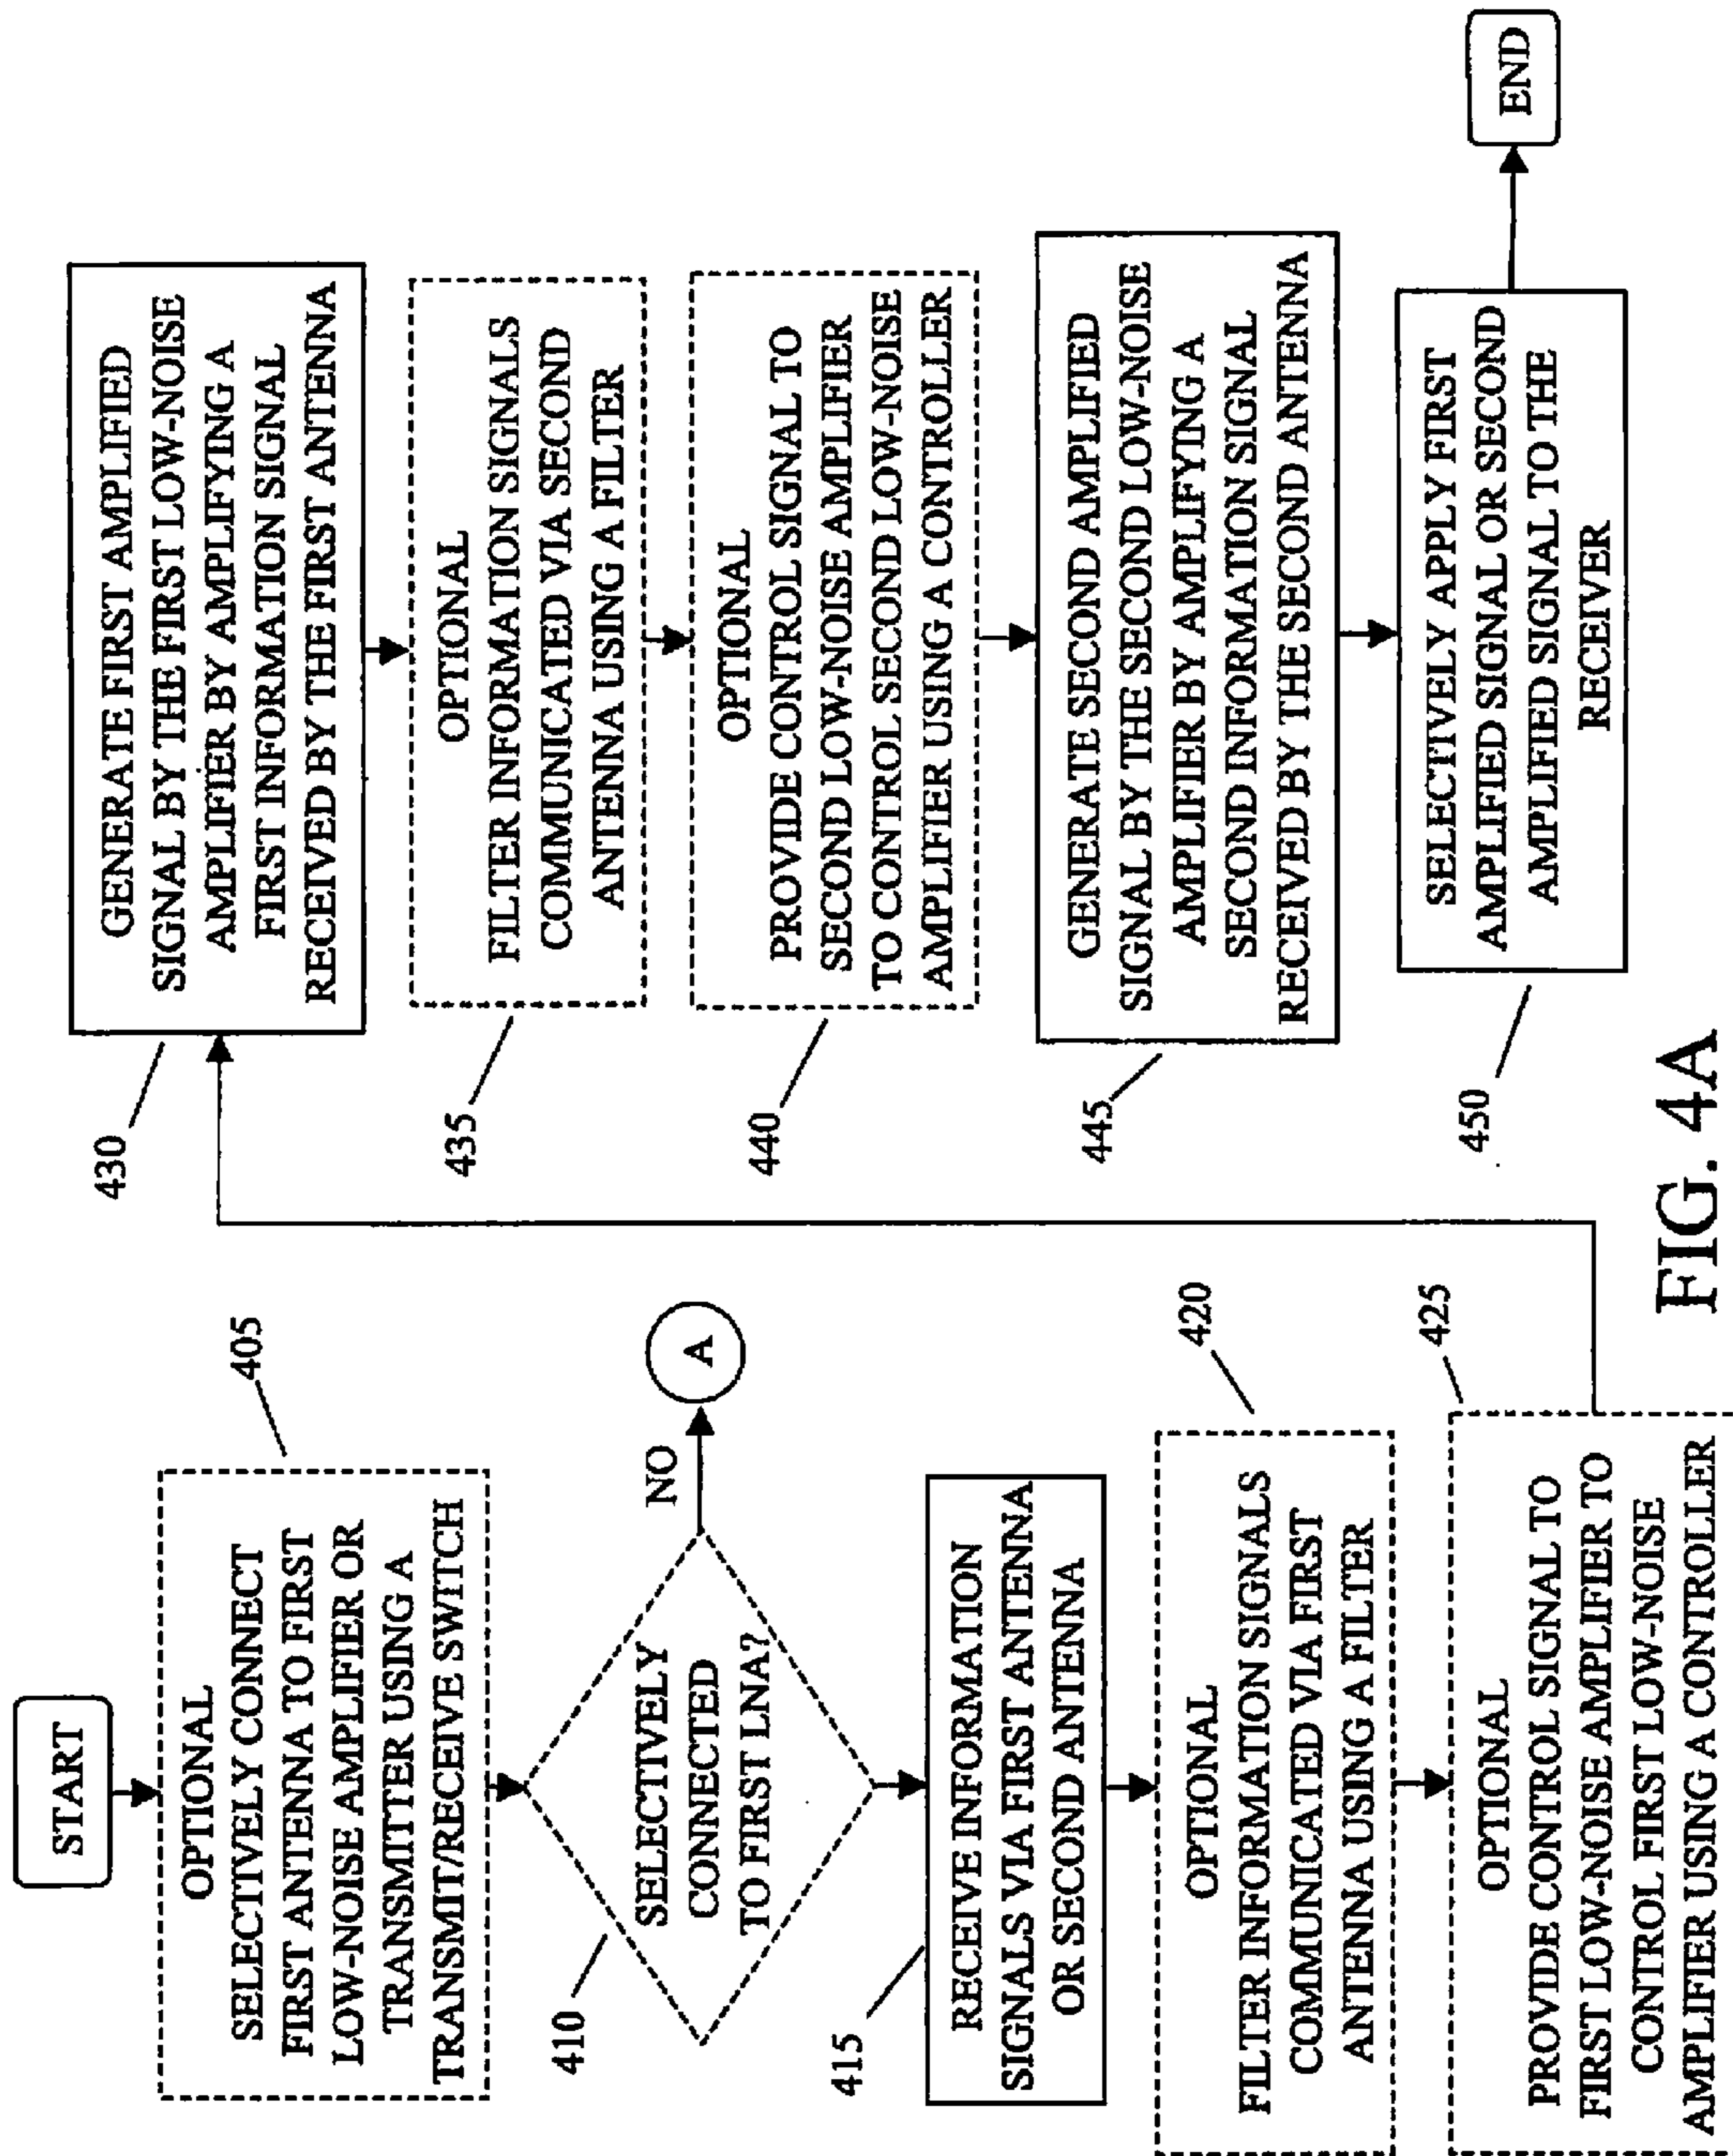 START
OPTIONAL
SELECTIVELY CONNECT
FIRST ANTENNA TO FIRST
LOW-NOISE AMPLIFIER OR
TRANSMITTER USING A
TRANSMIT/RECEIVE SWITCH
405
SELECTIVELY
CONNECTED
TO FIRST LNA?
410
NO
A
RECEIVE INFORMATION
SIGNALS VIA FIRST ANTENNA
OR SECOND ANTENNA
415
OPTIONAL
FILTER INFORMATION SIGNALS
COMMUNICATED VIA FIRST
ANTENNA USING A FILTER
420
OPTIONAL
PROVIDE CONTROL SIGNAL TO
FIRST LOW-NOISE AMPLIFIER TO
CONTROL FIRST LOW-NOISE
AMPLIFIER USING A CONTROLLER
425
GENERATE FIRST AMPLIFIED
SIGNAL BY THE FIRST LOW-NOISE
AMPLIFIER BY AMPLIFYING A
FIRST INFORMATION SIGNAL
RECEIVED BY THE FIRST ANTENNA
430
OPTIONAL
FILTER INFORMATION SIGNALS
COMMUNICATED VIA SECOND
ANTENNA USING A FILTER
435
OPTIONAL
PROVIDE CONTROL SIGNAL TO
SECOND LOW-NOISE AMPLIFIER
TO CONTROL SECOND LOW-NOISE
AMPLIFIER USING A CONTROLLER
440
GENERATE SECOND AMPLIFIED
SIGNAL BY THE SECOND LOW-NOISE
AMPLIFIER BY AMPLIFYING A
SECOND INFORMATION SIGNAL
RECEIVED BY THE SECOND ANTENNA
445
SELECTIVELY APPLY FIRST
AMPLIFIED SIGNAL OR SECOND
AMPLIFIED SIGNAL TO THE
RECEIVER
450
END
FIG. 4A